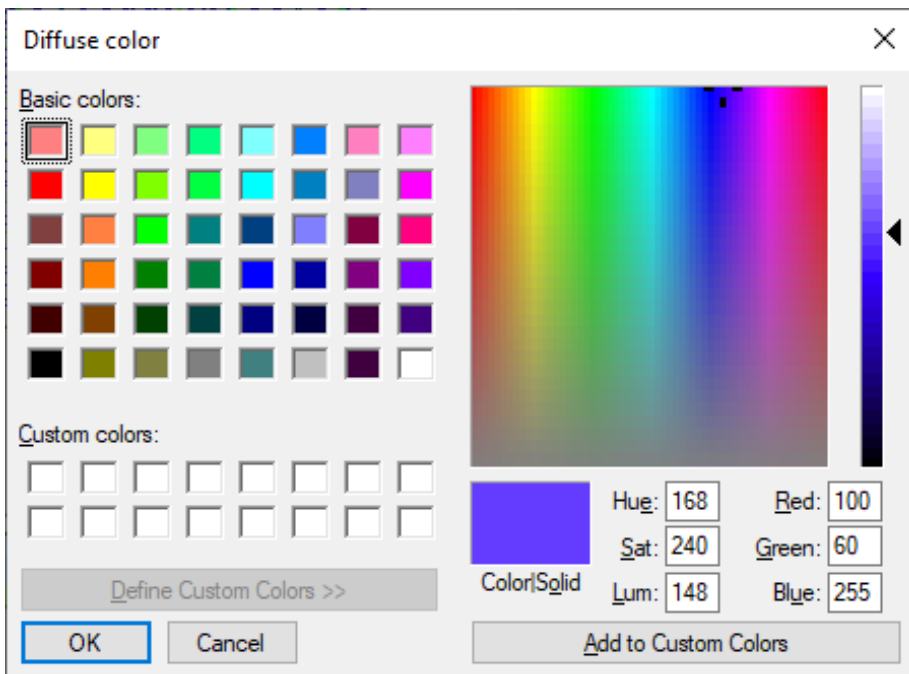 Diffuse color
Basic colors:
Custom colors:
Define Custom Colors >>
OK
Cancel
Color|Solid
Hue: 168
Sat: 240
Lum: 148
Red: 100
Green: 60
Blue: 255
Add to Custom Colors